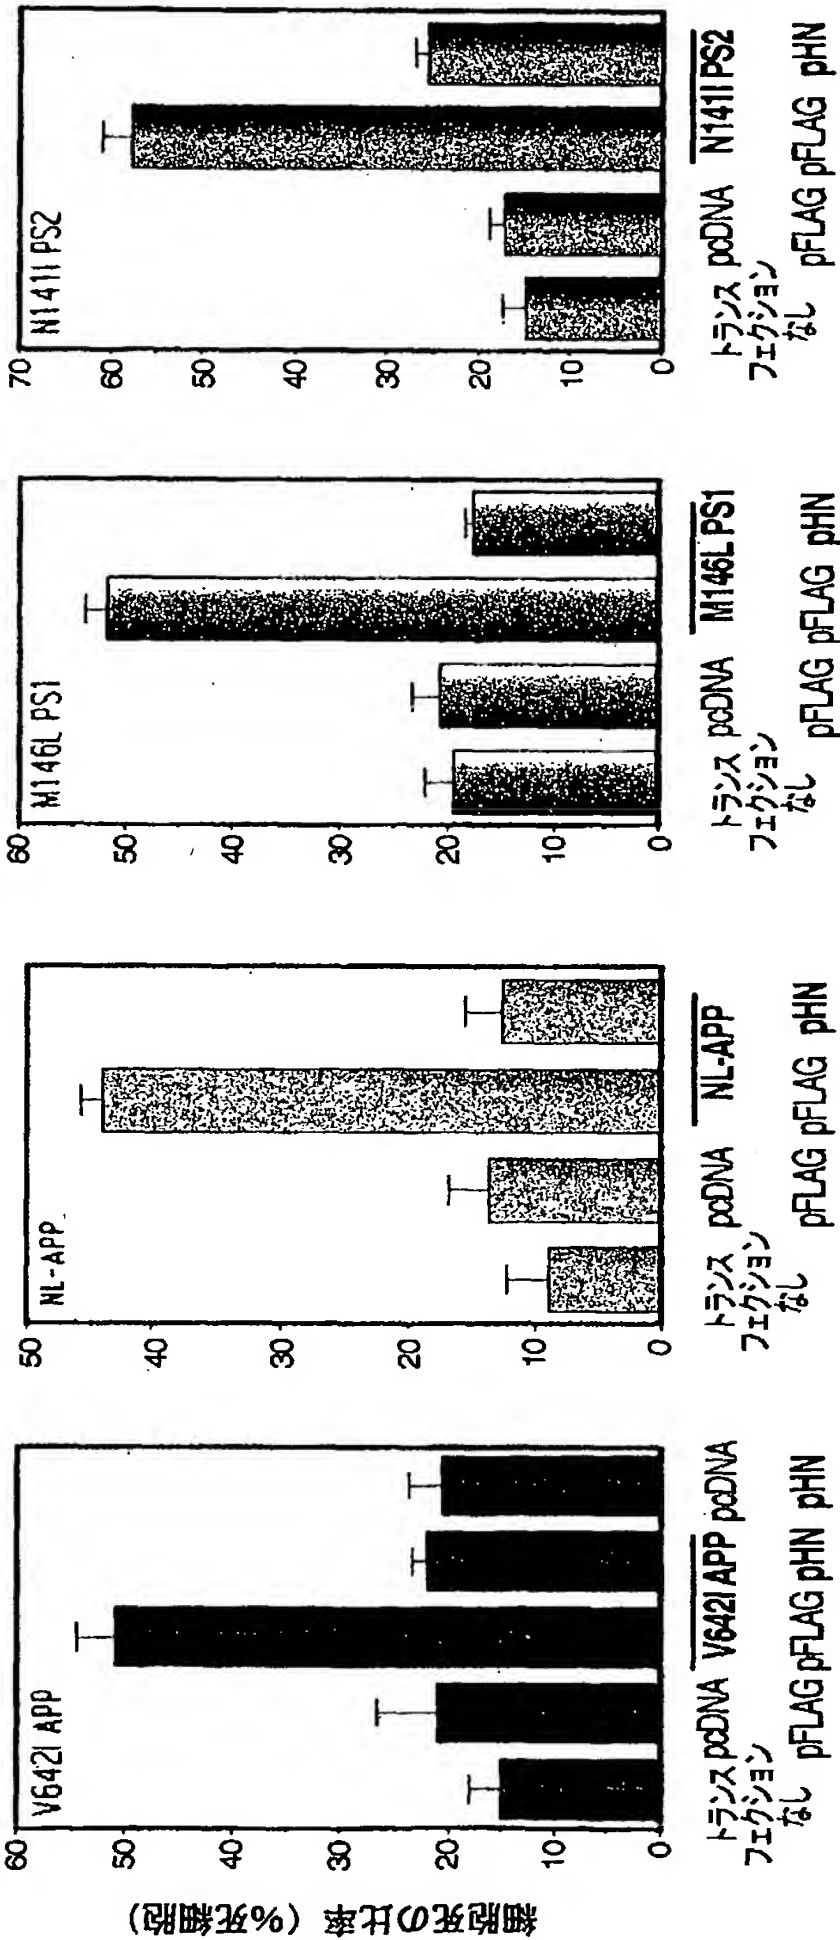 細胞死の比率 (%死細胞)
V642I APP
60
50
40
30
20
10
0
トランス
フェクション
なし
pcDNA
V642I APP
pcDNA
pFLAG pFLAG pHN pHN
NL-APP
50
40
30
20
10
0
トランス
フェクション
なし
pcDNA
NL-APP
pFLAG pFLAG pHN
M146L PS1
60
50
40
30
20
10
0
トランス
フェクション
なし
pcDNA
M146L PS1
pFLAG pFLAG pHN
N141I PS2
70
60
50
40
30
20
10
0
トランス
フェクション
なし
pcDNA
N141I PS2
pFLAG pFLAG pHN